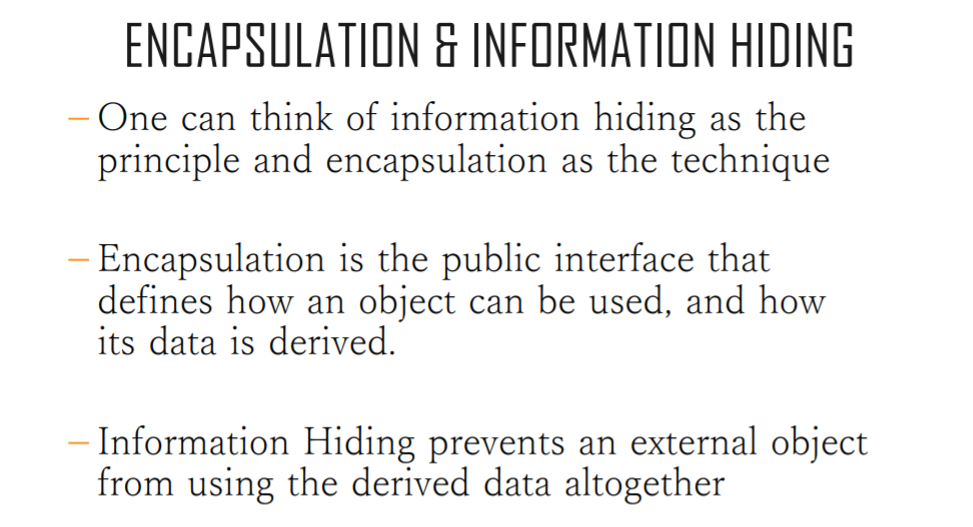 ENCAPSULATION & INFORMATION HIDING
– One can think of information hiding as the
principle and encapsulation as the technique
– Encapsulation is the public interface that
defines how an object can be used, and how
its data is derived.
– Information Hiding prevents an external object
from using the derived data altogether